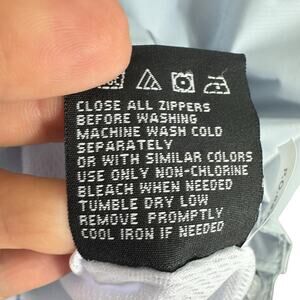 CLOSE ALL ZIPPERS
BEFORE WASHING
MACHINE WASH COLD
SEPARATELY
OR WITH SIMILAR COLORS
USE ONLY NON-CHLORINE
BLEACH WHEN NEEDED
TUMBLE DRY LOW
REMOVE PROMPTLY
COOL IRON IF NEEDED